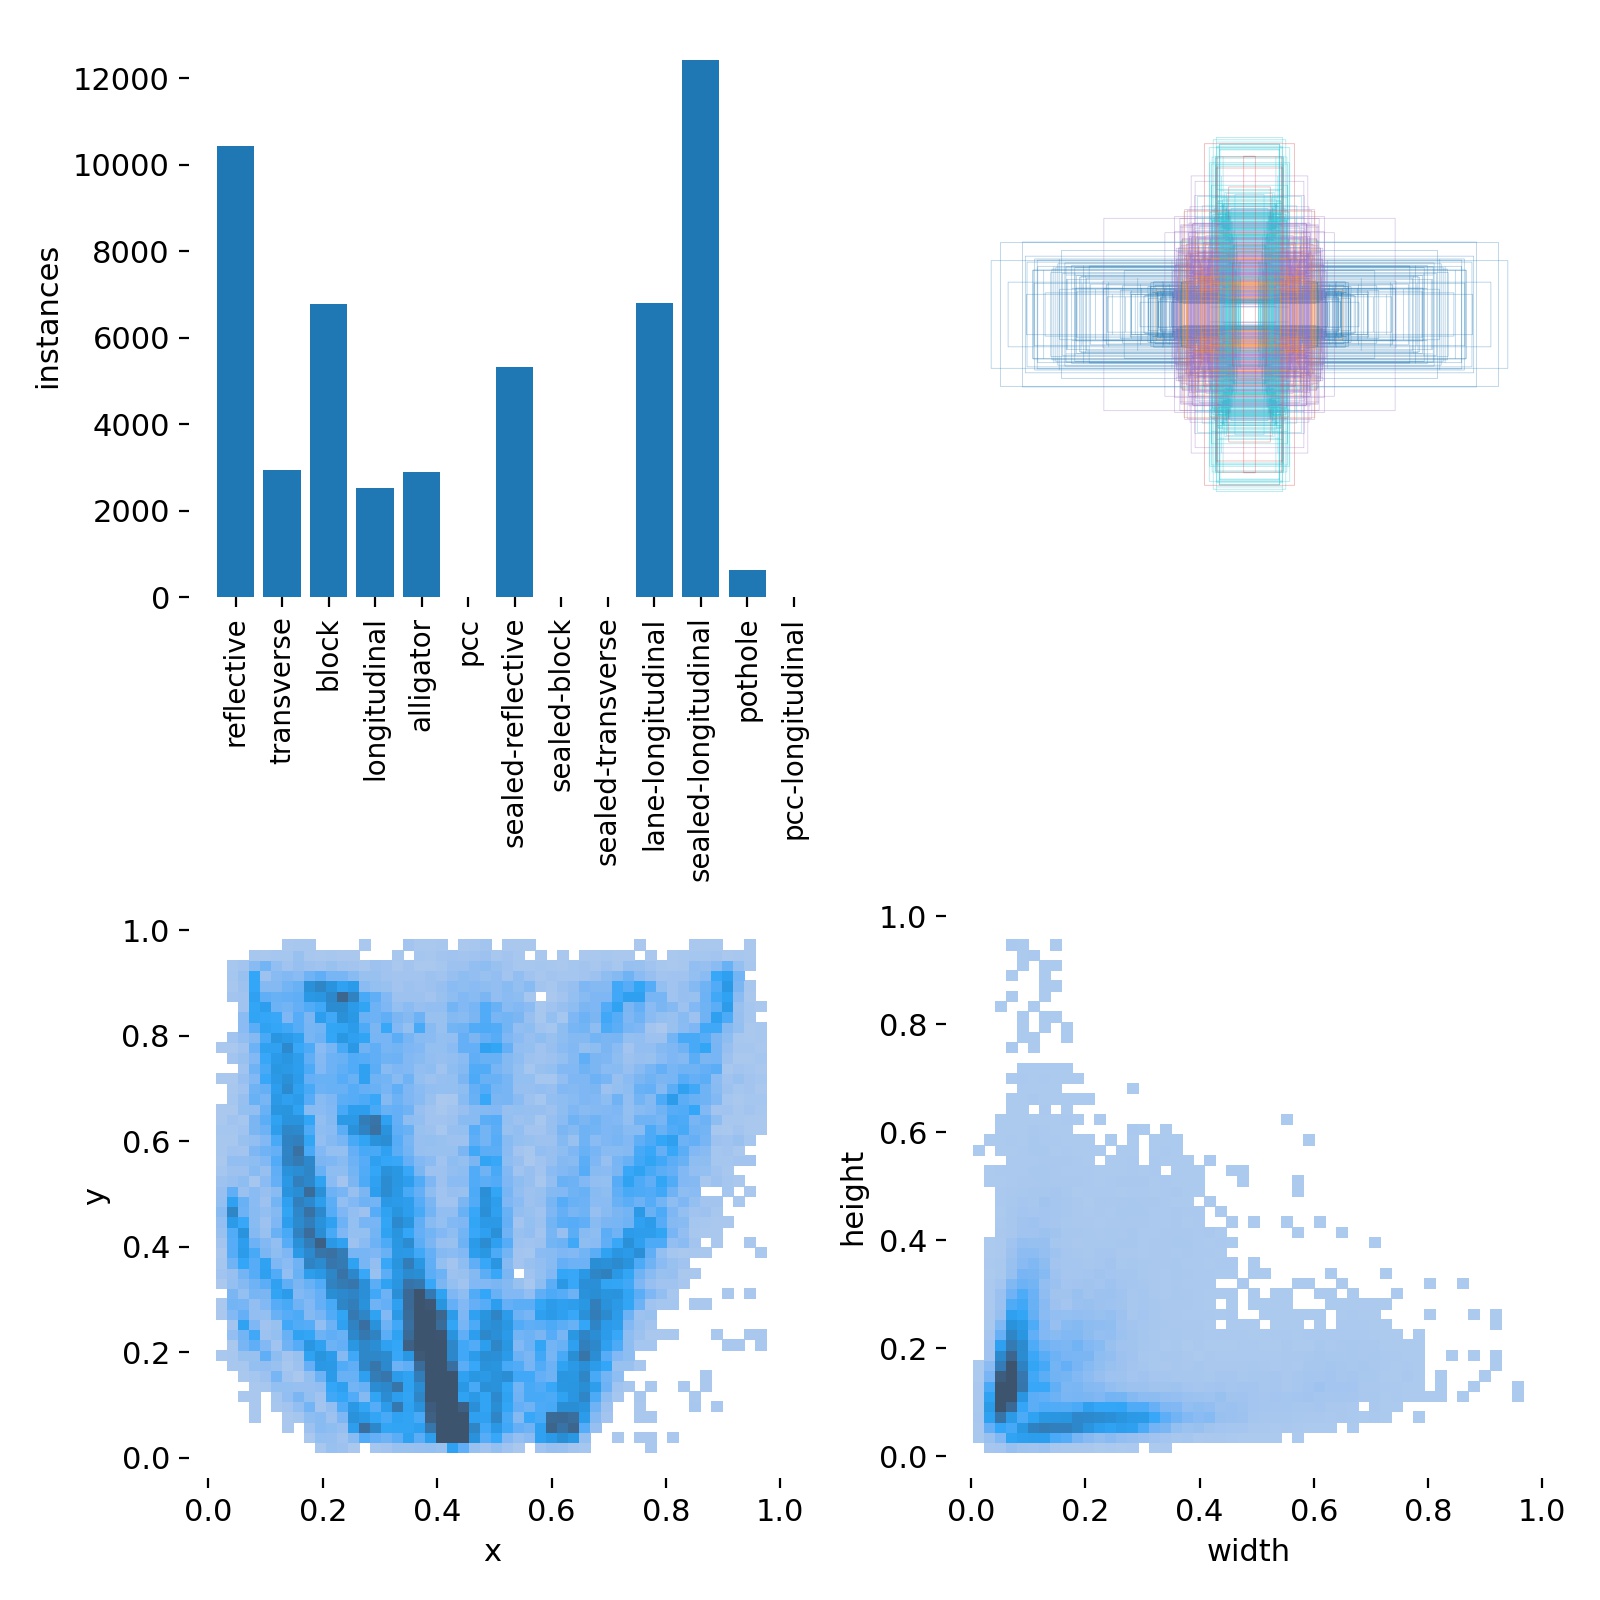 12000
10000
8000
6000
4000
2000
0
instances
reflective
transverse
block
longitudinal
alligator
pcc
sealed-reflective
sealed-block
sealed-transverse
lane-longitudinal
sealed-longitudinal
pothole
pcc-longitudinal
1.0
0.8
0.6
0.4
0.2
0.0
y
0.0 0.2 0.4 0.6 0.8 1.0
x
1.0
0.8
0.6
0.4
0.2
0.0
height
0.0 0.2 0.4 0.6 0.8 1.0
width